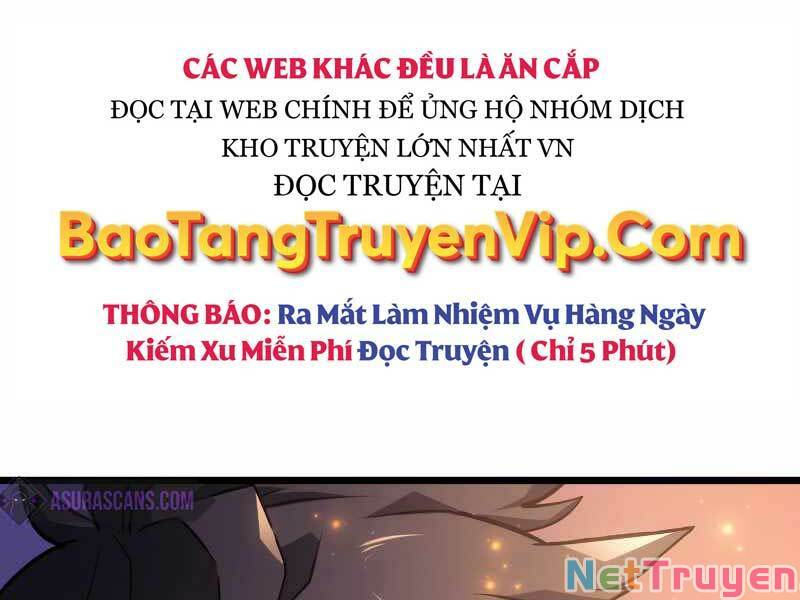 CÁC WEB KHÁC ĐỀU LÀ ĂN CẮP
ĐỌC TẠI WEB CHÍNH ĐỂ ỦNG HỘ NHÓM DỊCH
KHO TRUYỆN LỚN NHẤT VN
ĐỌC TRUYỆN TẠI
BaoTangTruyenVip.Com
THÔNG BÁO: Ra Mắt Làm Nhiệm Vụ Hàng Ngày
Kiếm Xu Miễn Phí Đọc Truyện ( Chỉ 5 Phút)
ASURASCANS.COM
NetTruyen